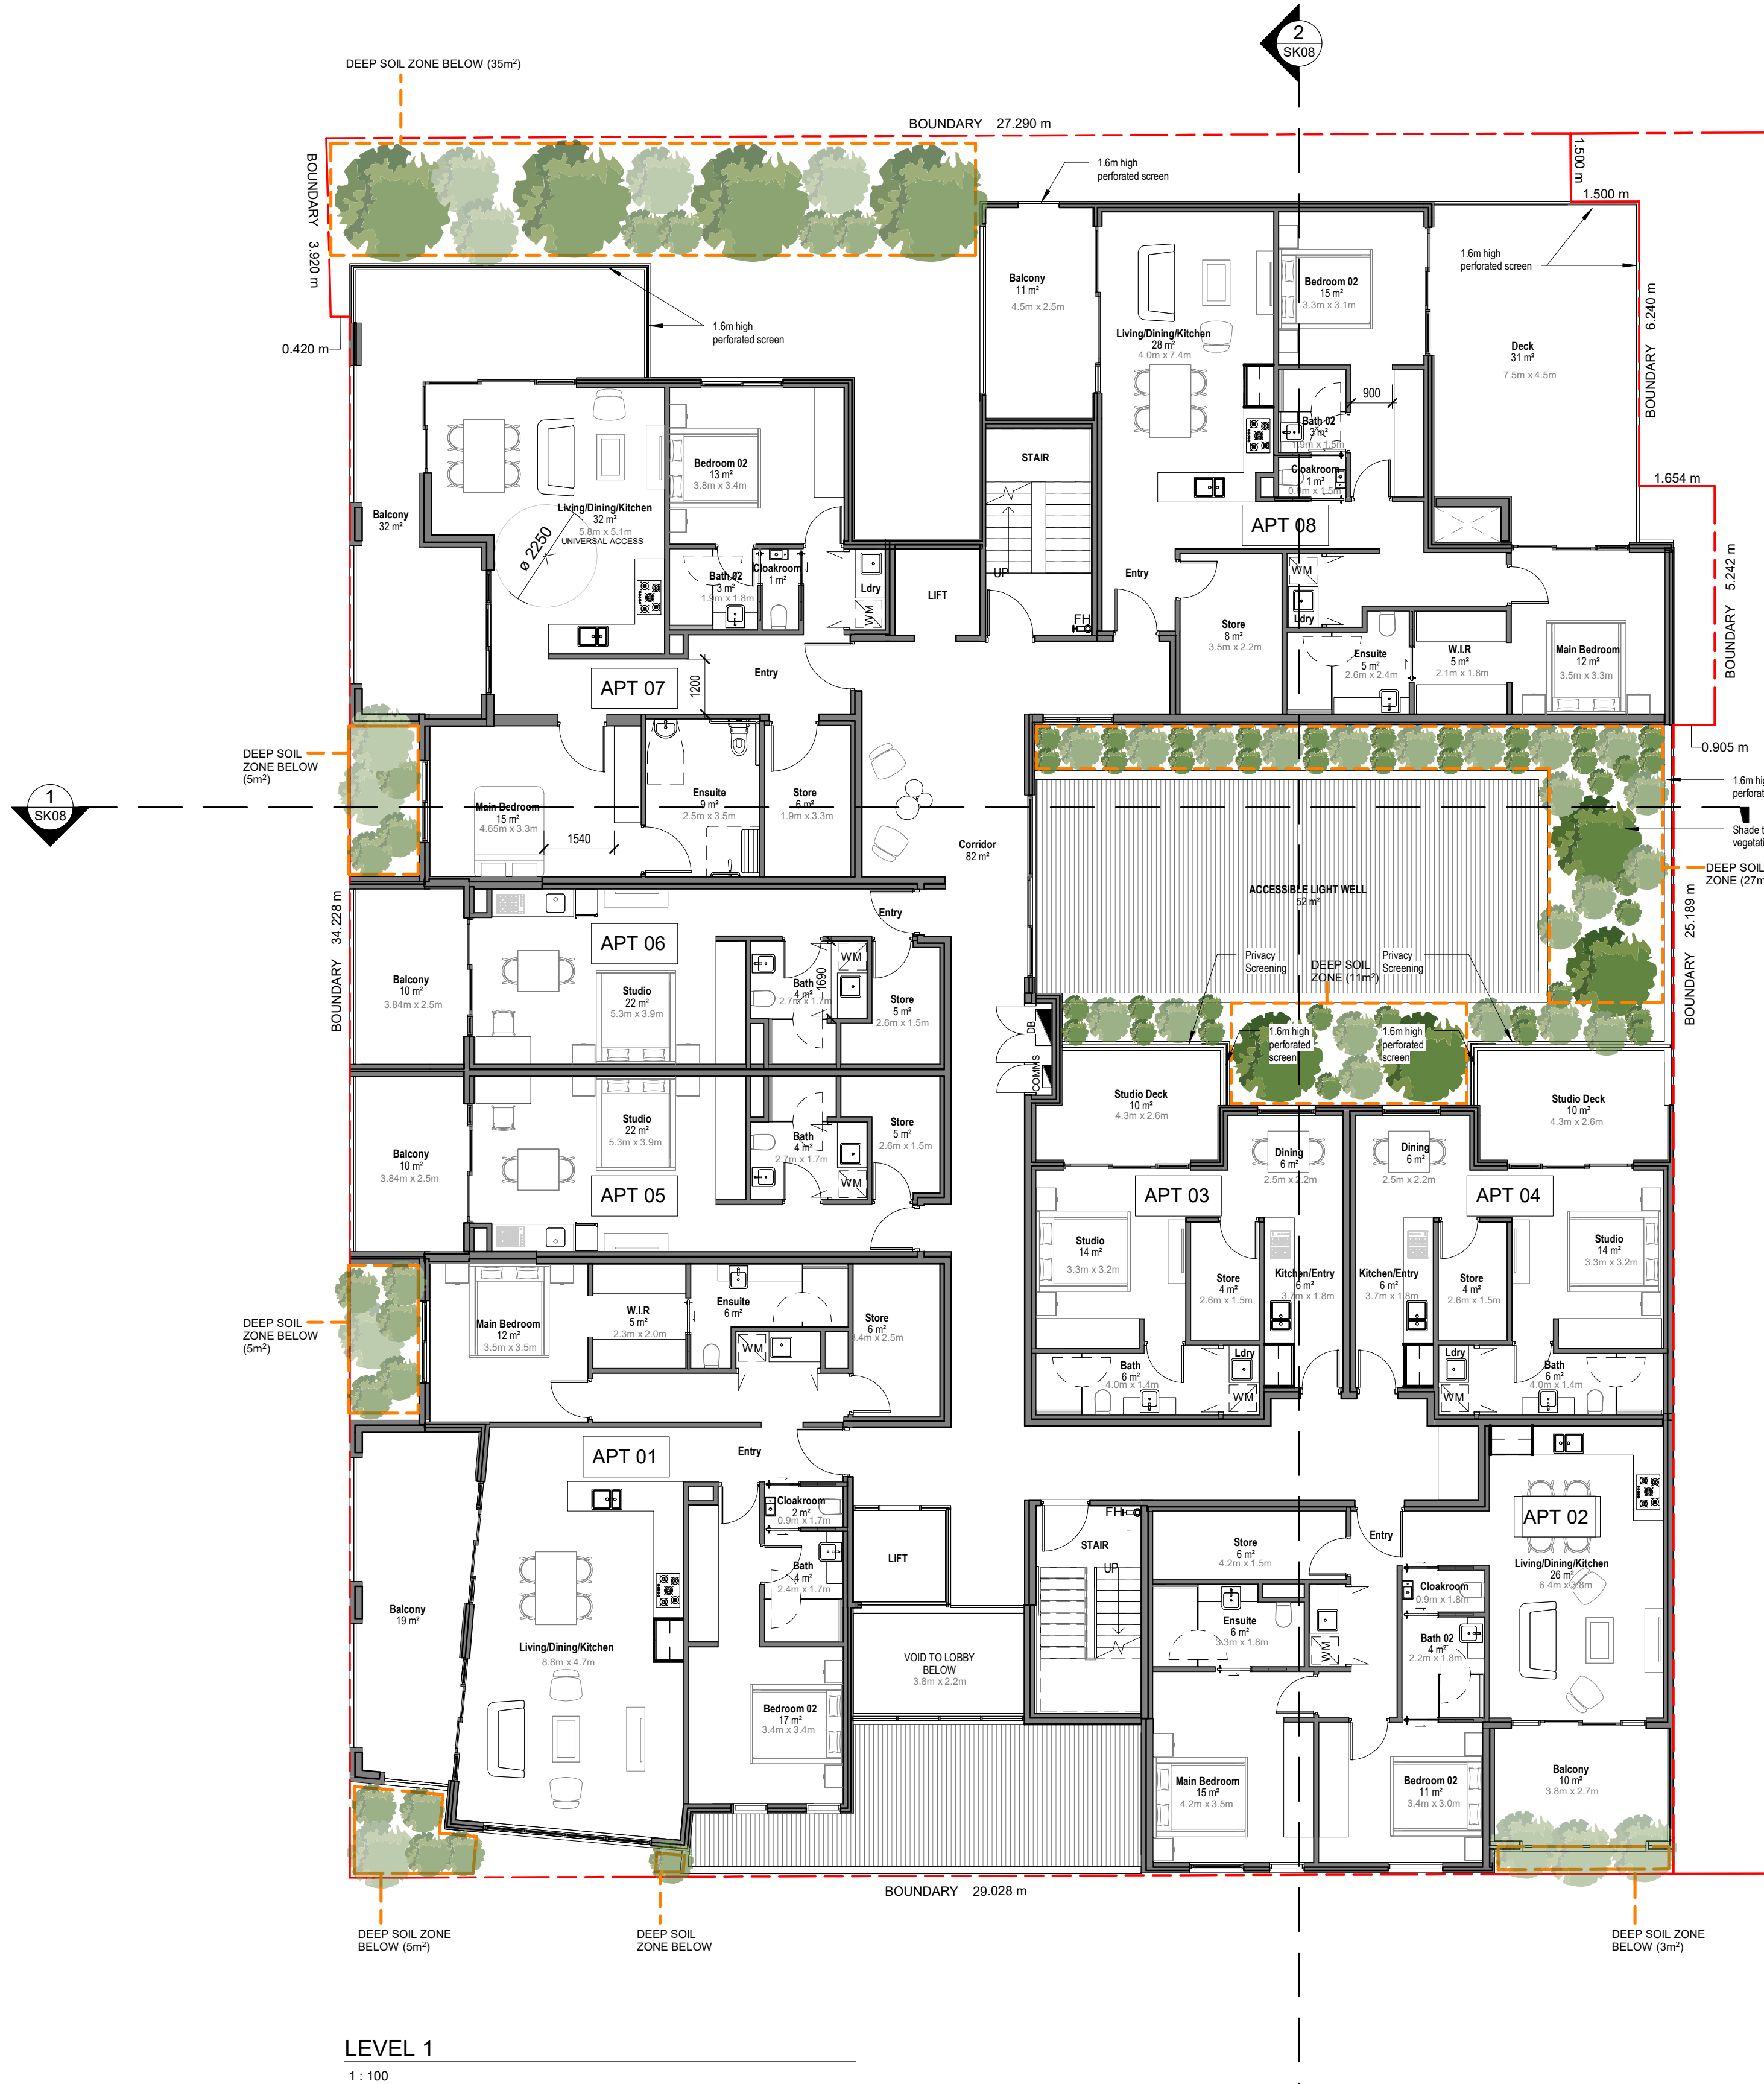 2
SK08
DEEP SOIL ZONE BELOW (35m²)
BOUNDARY 27.290 m
BOUNDARY 3.920 m
1.6m high
perforated screen
1.500 m
1.500 m
1.6m high
perforated screen
BOUNDARY 6.240 m
0.420 m
1.6m high
perforated screen
Balcony
11 m²
4.5m x 2.5m
Living/Dining/Kitchen
28 m²
4.0m x 7.4m
Bedroom 02
15 m²
3.3m x 3.1m
Deck
31 m²
7.5m x 4.5m
900
Bath 02
3 m²
1.9m x 1.5m
Cloakroom
1 m²
0.9m x 1.5m
1.654 m
STAIR
UP
APT 08
Bedroom 02
13 m²
3.8m x 3.4m
Balcony
32 m²
Living/Dining/Kitchen
32 m²
5.8m x 5.1m
UNIVERSAL ACCESS
ø 2250
Bath 02
3 m²
1.9m x 1.8m
Cloakroom
1 m²
Ldry
WM
LIFT
FH
Entry
WM
Ldry
Store
8 m²
3.5m x 2.2m
Ensuite
5 m²
2.6m x 2.4m
W.I.R
5 m²
2.1m x 1.8m
Main Bedroom
12 m²
3.5m x 3.3m
BOUNDARY 5.242 m
APT 07
1200
Entry
DEEP SOIL
ZONE BELOW
(5m²)
0.905 m
1
SK08
Main Bedroom
15 m²
4.65m x 3.3m
1540
Ensuite
9 m²
2.5m x 3.5m
Store
6 m²
1.9m x 3.3m
Corridor
82 m²
1.6m
Shade
DEEP SOIL
BOUNDARY 34.228 m
BOUNDARY 25.189 m
ACCESSIBLE LIGHT WELL
52 m²
Privacy
Screening
DEEP SOIL
ZONE (11m²)
Privacy
Screening
1.6m high
perforated
screen
1.6m high
perforated
screen
Entry
APT 06
Balcony
10 m²
3.84m x 2.5m
Studio
22 m²
5.3m x 3.9m
Bath
4 m²
2.7m x 1.7m
1690
WM
Store
5 m²
2.6m x 1.5m
DB
COMMS
Balcony
10 m²
3.84m x 2.5m
Studio
22 m²
5.3m x 3.9m
Bath
4 m²
2.7m x 1.7m
WM
Store
5 m²
2.6m x 1.5m
APT 05
Studio Deck
10 m²
4.3m x 2.6m
Studio Deck
10 m²
4.3m x 2.6m
Dining
6 m²
2.5m x 2.2m
Dining
6 m²
2.5m x 2.2m
APT 03
APT 04
Studio
14 m²
3.3m x 3.2m
Store
4 m²
2.6m x 1.5m
Kitchen/Entry
6 m²
3.7m x 1.8m
Kitchen/Entry
6 m²
3.7m x 1.8m
Store
4 m²
2.6m x 1.5m
Studio
14 m²
3.3m x 3.2m
Bath
6 m²
4.0m x 1.4m
Ldry
WM
Ldry
WM
Bath
6 m²
4.0m x 1.4m
DEEP SOIL
ZONE BELOW
(5m²)
Main Bedroom
12 m²
3.5m x 3.5m
W.I.R
5 m²
2.3m x 2.0m
Ensuite
6 m²
WM
Store
6 m²
APT 01
Entry
Cloakroom
2 m²
0.9m x 1.7m
Bath
4 m²
2.4m x 1.7m
Balcony
19 m²
Living/Dining/Kitchen
8.8m x 4.7m
Bedroom 02
17 m²
3.4m x 3.4m
LIFT
VOID TO LOBBY
BELOW
3.8m x 2.2m
FH
STAIR
UP
Store
6 m²
4.2m x 1.5m
Entry
APT 02
Living/Dining/Kitchen
26 m²
6.4m x 3.8m
Ensuite
6 m²
3.3m x 1.8m
WM
Cloakroom
0.9m x 1.8m
Bath 02
4 m²
2.2m x 1.8m
Main Bedroom
15 m²
4.2m x 3.5m
Bedroom 02
11 m²
3.4m x 3.0m
Balcony
10 m²
3.8m x 2.7m
BOUNDARY 29.028 m
DEEP SOIL ZONE
BELOW (5m²)
DEEP SOIL
ZONE BELOW
DEEP SOIL ZONE
BELOW (3m²)
LEVEL 1
1 : 100